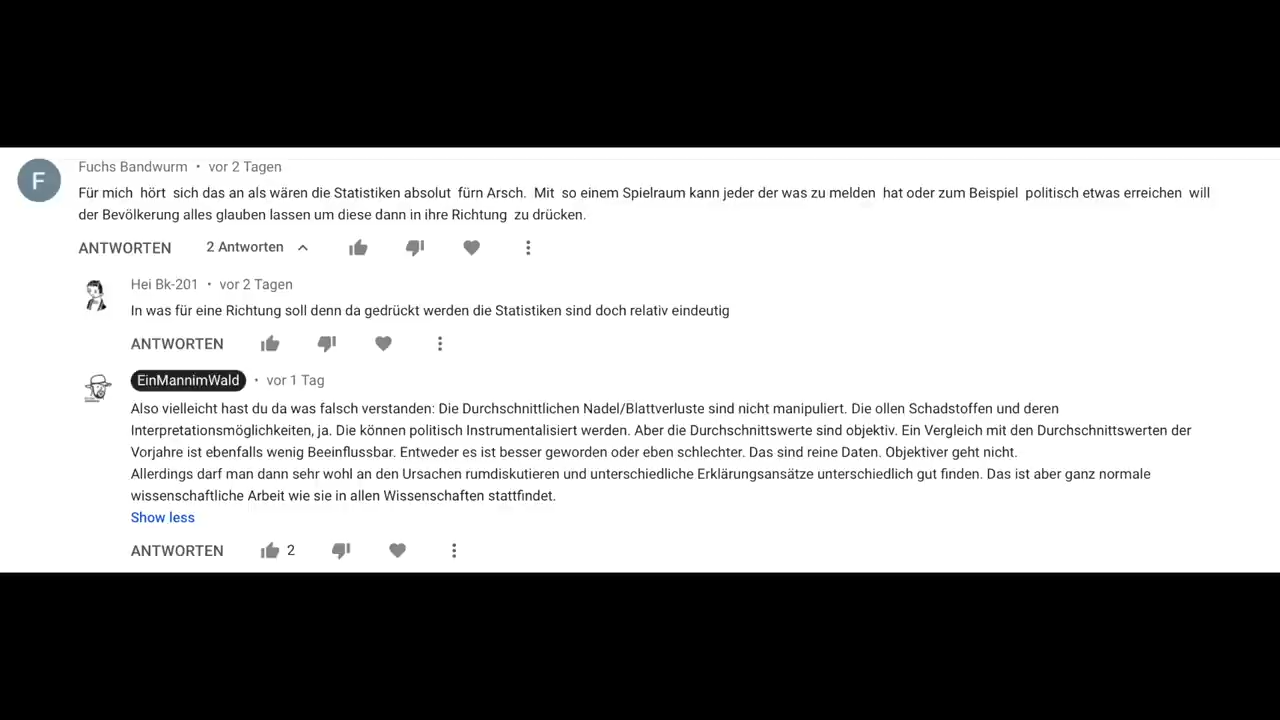 F
Fuchs Bandwurm • vor 2 Tagen
Für mich hört sich das an als wären die Statistiken absolut fürn Arsch. Mit so einem Spielraum kann jeder der was zu melden hat oder zum Beispiel politisch etwas erreichen will
der Bevölkerung alles glauben lassen um diese dann in ihre Richtung zu drücken.
ANTWORTEN 2 Antworten
Hei Bk-201 • vor 2 Tagen
In was für eine Richtung soll denn da gedrückt werden die Statistiken sind doch relativ eindeutig
ANTWORTEN
EinMannimWald • vor 1 Tag
Also vielleicht hast du da was falsch verstanden: Die Durchschnittlichen Nadel/Blattverluste sind nicht manipuliert. Die ollen Schadstoffen und deren
Interpretationsmöglichkeiten, ja. Die können politisch Instrumentalisiert werden. Aber die Durchschnittswerte sind objektiv. Ein Vergleich mit den Durchschnittswerten der
Vorjahre ist ebenfalls wenig Beeinflussbar. Entweder es ist besser geworden oder eben schlechter. Das sind reine Daten. Objektiver geht nicht.
Allerdings darf man dann sehr wohl an den Ursachen rumdiskutieren und unterschiedliche Erklärungsansätze unterschiedlich gut finden. Das ist aber ganz normale
wissenschaftliche Arbeit wie sie in allen Wissenschaften stattfindet.
Show less
ANTWORTEN 2